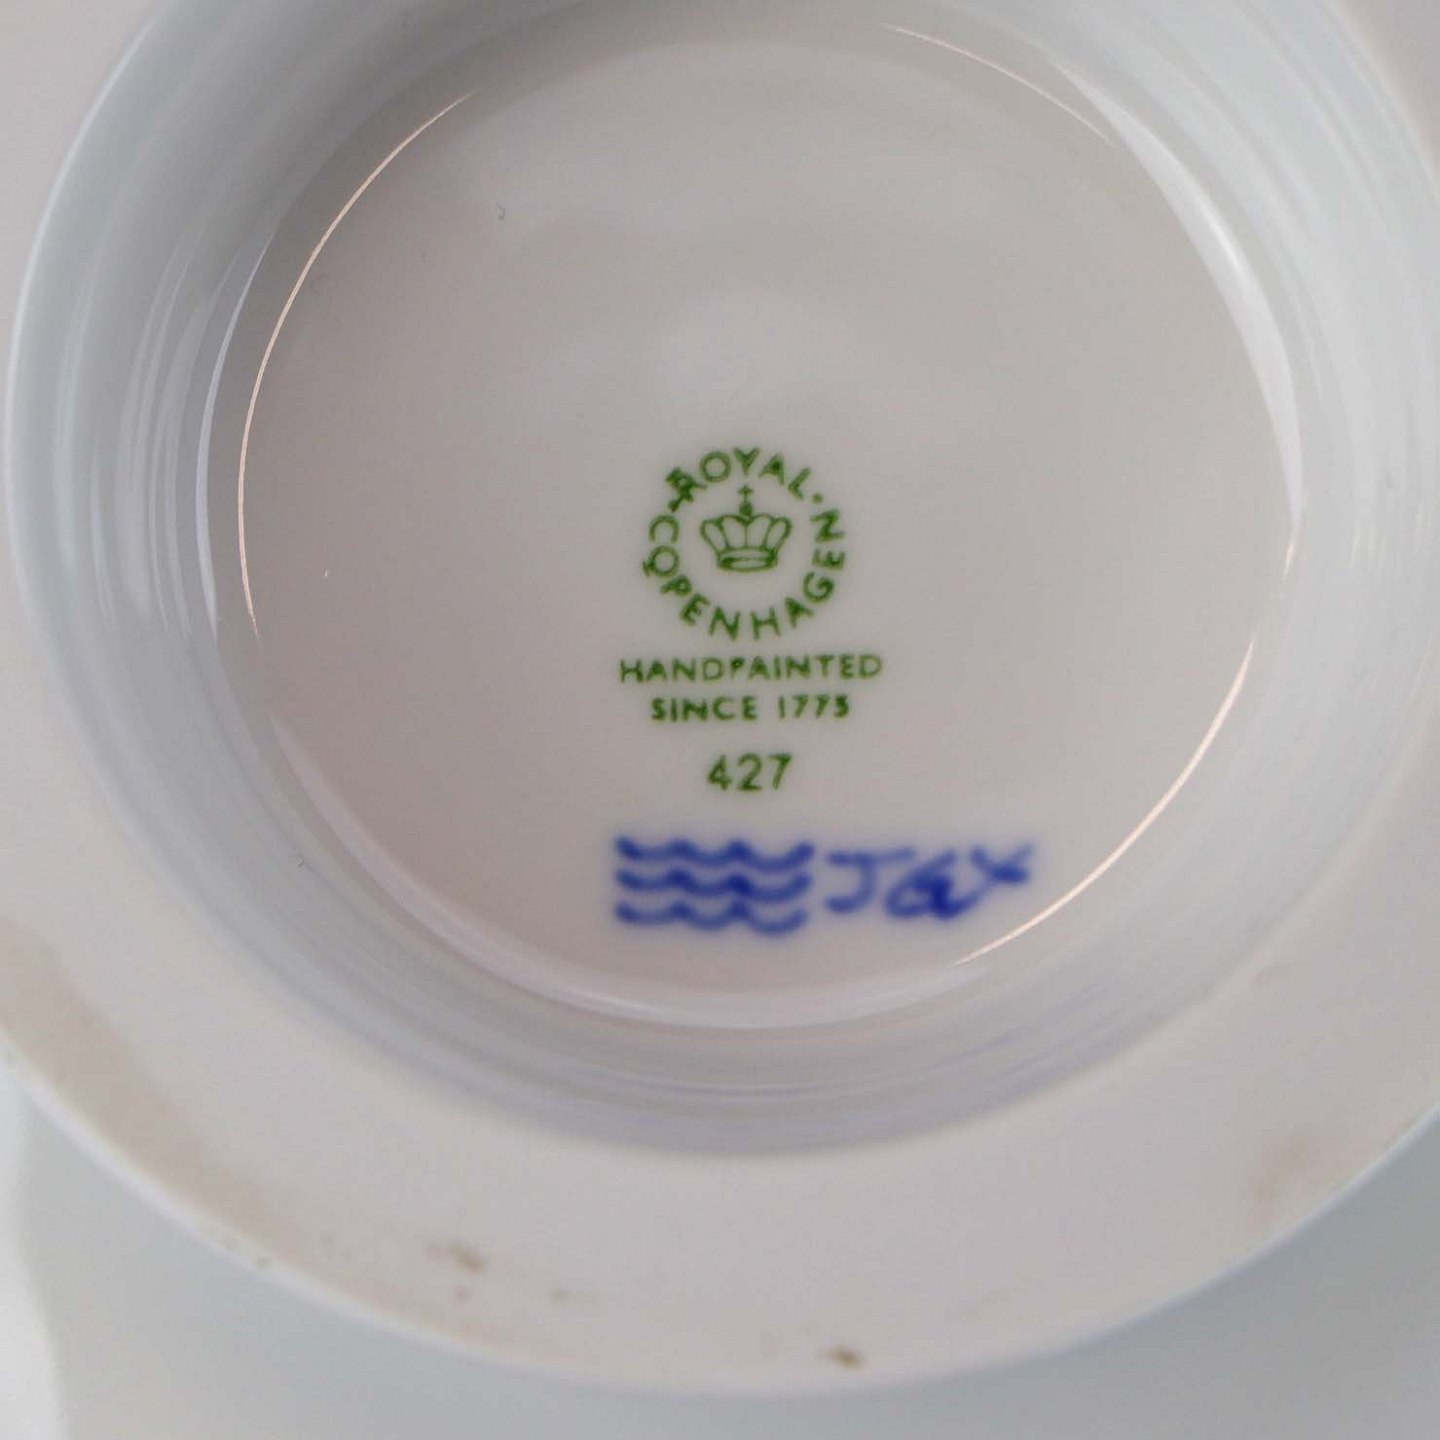 ROYAL · COPENHAGEN
HANDPAINTED
SINCE 1775
427